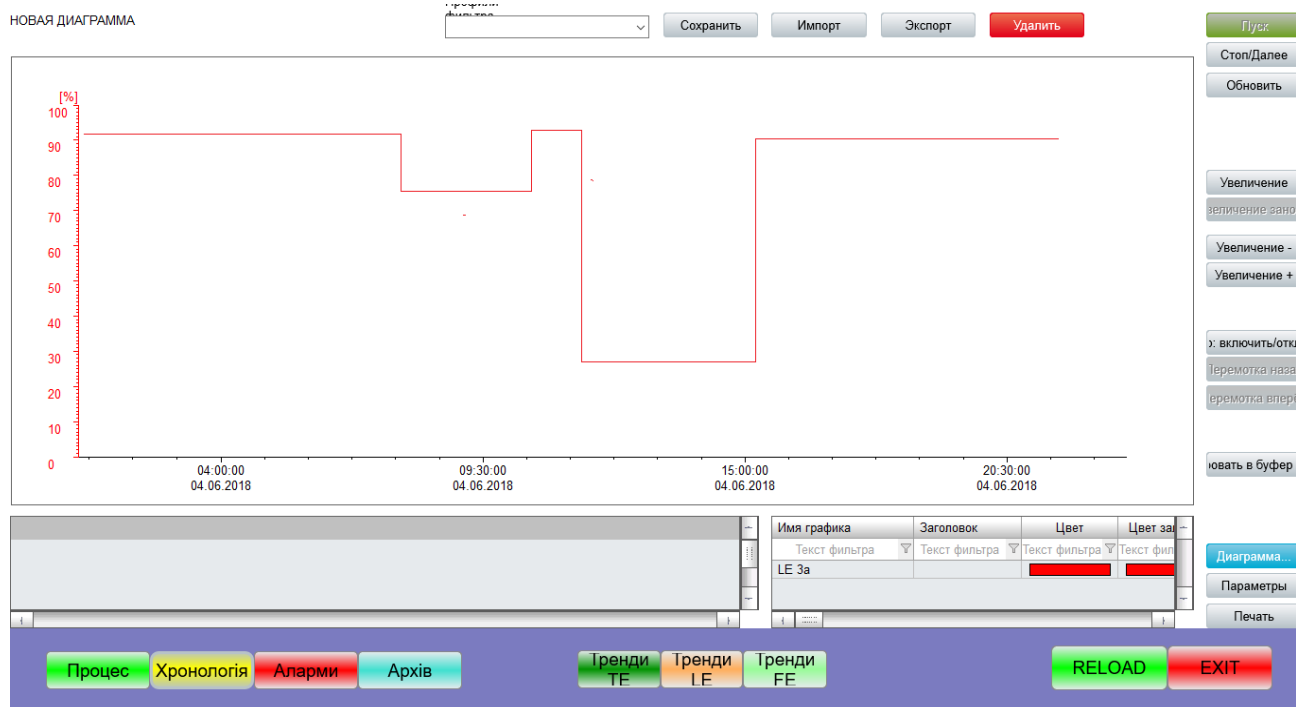 НОВАЯ ДИАГРАММА
Сохранить
Импорт
Экспорт
Удалить
Пуск
Стоп/Далее
Обновить
Увеличение
Увеличение -
Увеличение +
[%]
100
90
80
70
60
50
40
30
20
10
0
04:00:00
04.06.2018
09:30:00
04.06.2018
15:00:00
04.06.2018
20:30:00
04.06.2018
в буфер
Имя графика
Заголовок
Цвет
Цвет
Текст фильтра
Текст фильтра
Текст фильтра
Текст
LE 3a
Диаграмма...
Параметры
Печать
Процес
Хронологія
Аларми
Архів
Тренди
TE
Тренди
LE
Тренди
FE
RELOAD
EXIT